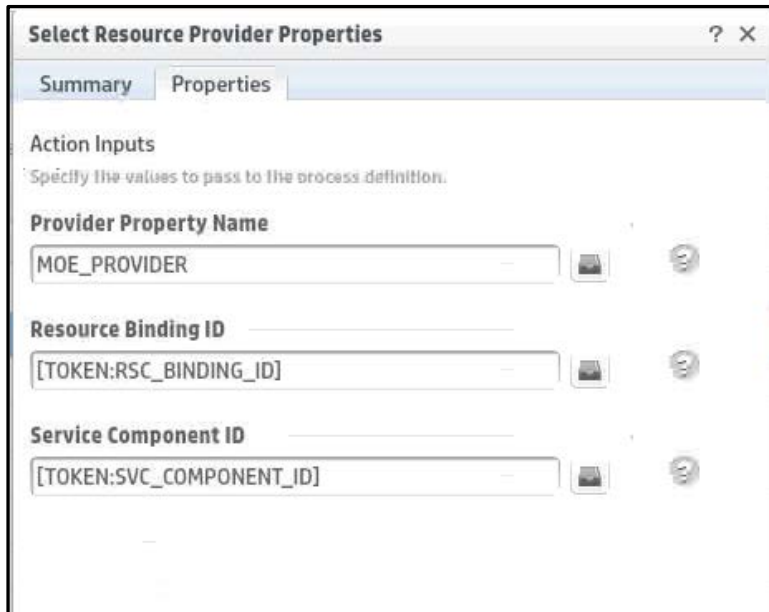 Select Resource Provider Properties ? ×
Summary Properties
Action Inputs
Specify the values to pass to the process definition.
Provider Property Name
MOE_PROVIDER
Resource Binding ID
[TOKEN:RSC_BINDING_ID]
Service Component ID
[TOKEN:SVC_COMPONENT_ID]